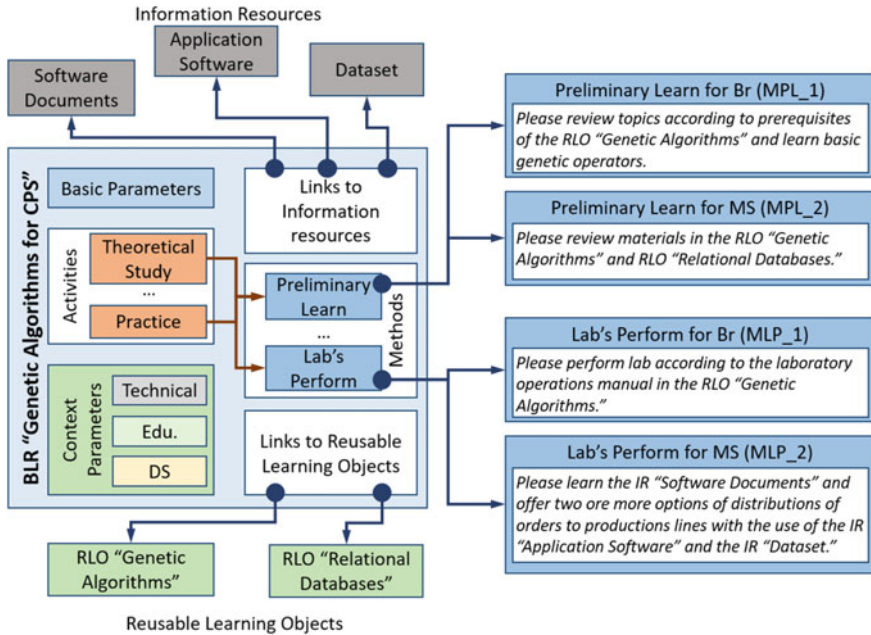 Information Resources
Software
Documents
Application
Software
Dataset
BLR “Genetic Algorithms for CPS”
Basic Parameters
Links to
Information
resources
Activities
Theoretical
Study
...
Practice
Methods
Preliminary
Learn
...
Lab’s
Perform
Context
Parameters
Technical
Edu.
DS
Links to Reusable
Learning Objects
RLO “Genetic
Algorithms”
RLO “Relational
Databases”
Reusable Learning Objects
Preliminary Learn for Br (MPL_1)
Please review topics according to prerequisites
of the RLO “Genetic Algorithms” and learn basic
genetic operators.
Preliminary Learn for MS (MPL_2)
Please review materials in the RLO “Genetic
Algorithms” and RLO “Relational Databases.”
Lab’s Perform for Br (MLP_1)
Please perform lab according to the laboratory
operations manual in the RLO “Genetic
Algorithms.”
Lab’s Perform for MS (MLP_2)
Please learn the IR “Software Documents” and
offer two ore more options of distributions of
orders to productions lines with the use of the IR
“Application Software” and the IR “Dataset.”